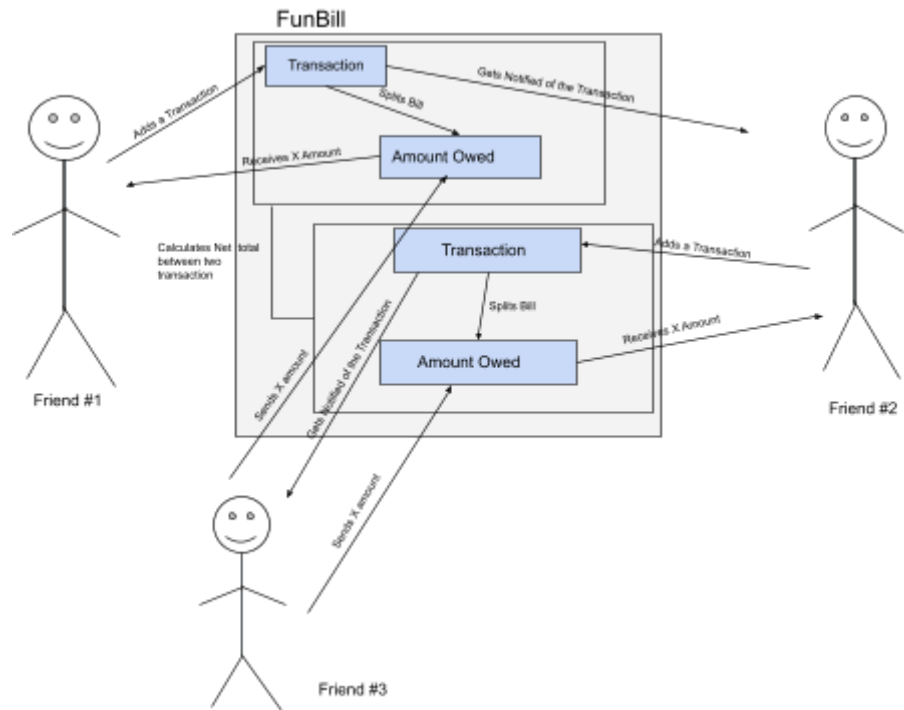 FunBill
Transaction
Gets Notified of the Transaction
Adds a Transaction
Splits Bill
Receives X Amount
Amount Owed
Calculates Net total
between two
transaction
Transaction
Adds a Transaction
Splits Bill
Receives X Amount
Amount Owed
Sends X amount
Gets Notified of the Transaction
Sends X amount
Friend #1
Friend #2
Friend #3